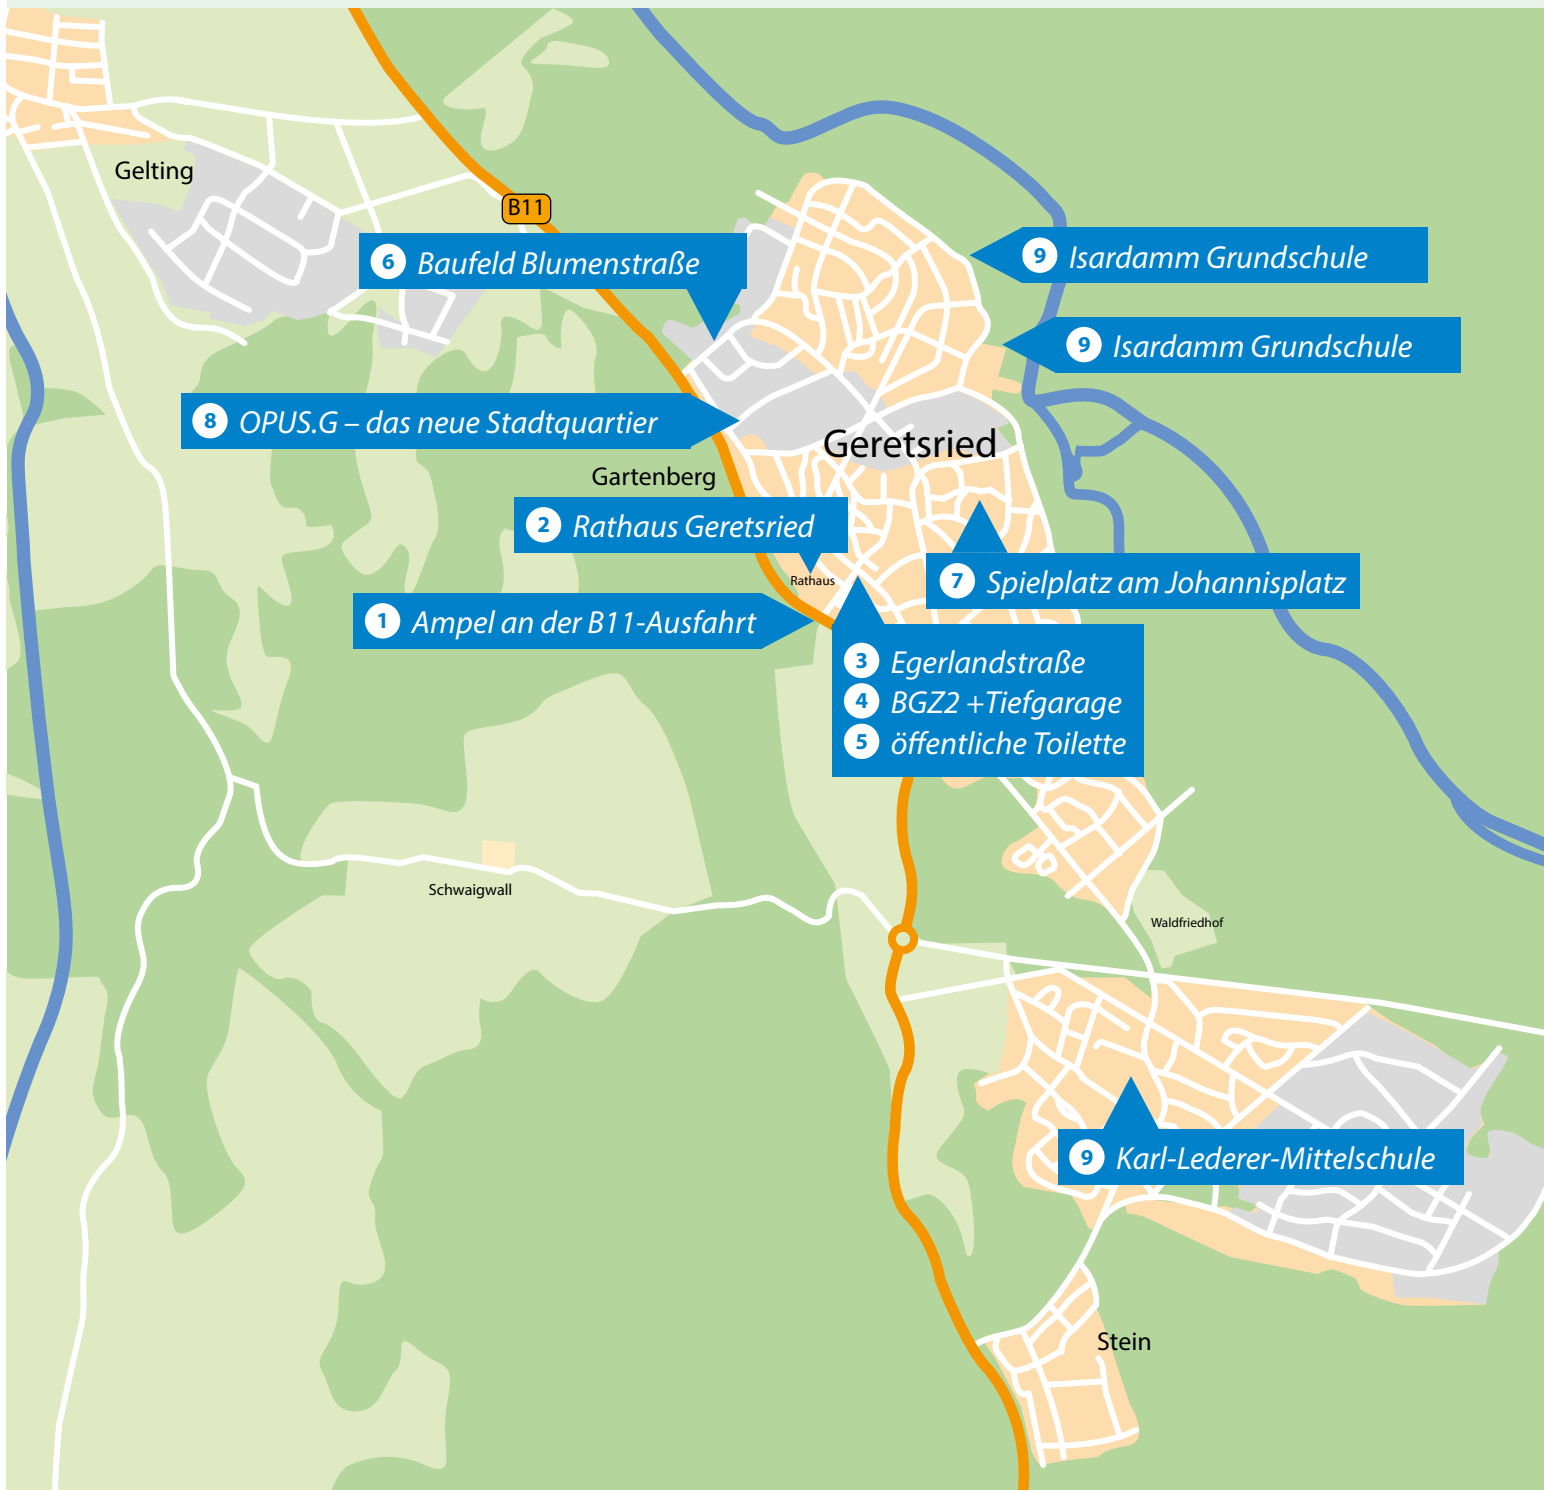 Gelting
B11
6 Baufeld Blumenstraße
9 Isardamm Grundschule
9 Isardamm Grundschule
8 OPUS.G – das neue Stadtquartier
Geretsried
Gartenberg
2 Rathaus Geretsried
Rathaus
7 Spielplatz am Johannisplatz
1 Ampel an der B11-Ausfahrt
3 Egerlandstraße
4 BGZ2 +Tiefgarage
5 öffentliche Toilette
Schwaigwall
Waldfriedhof
9 Karl-Lederer-Mittelschule
Stein